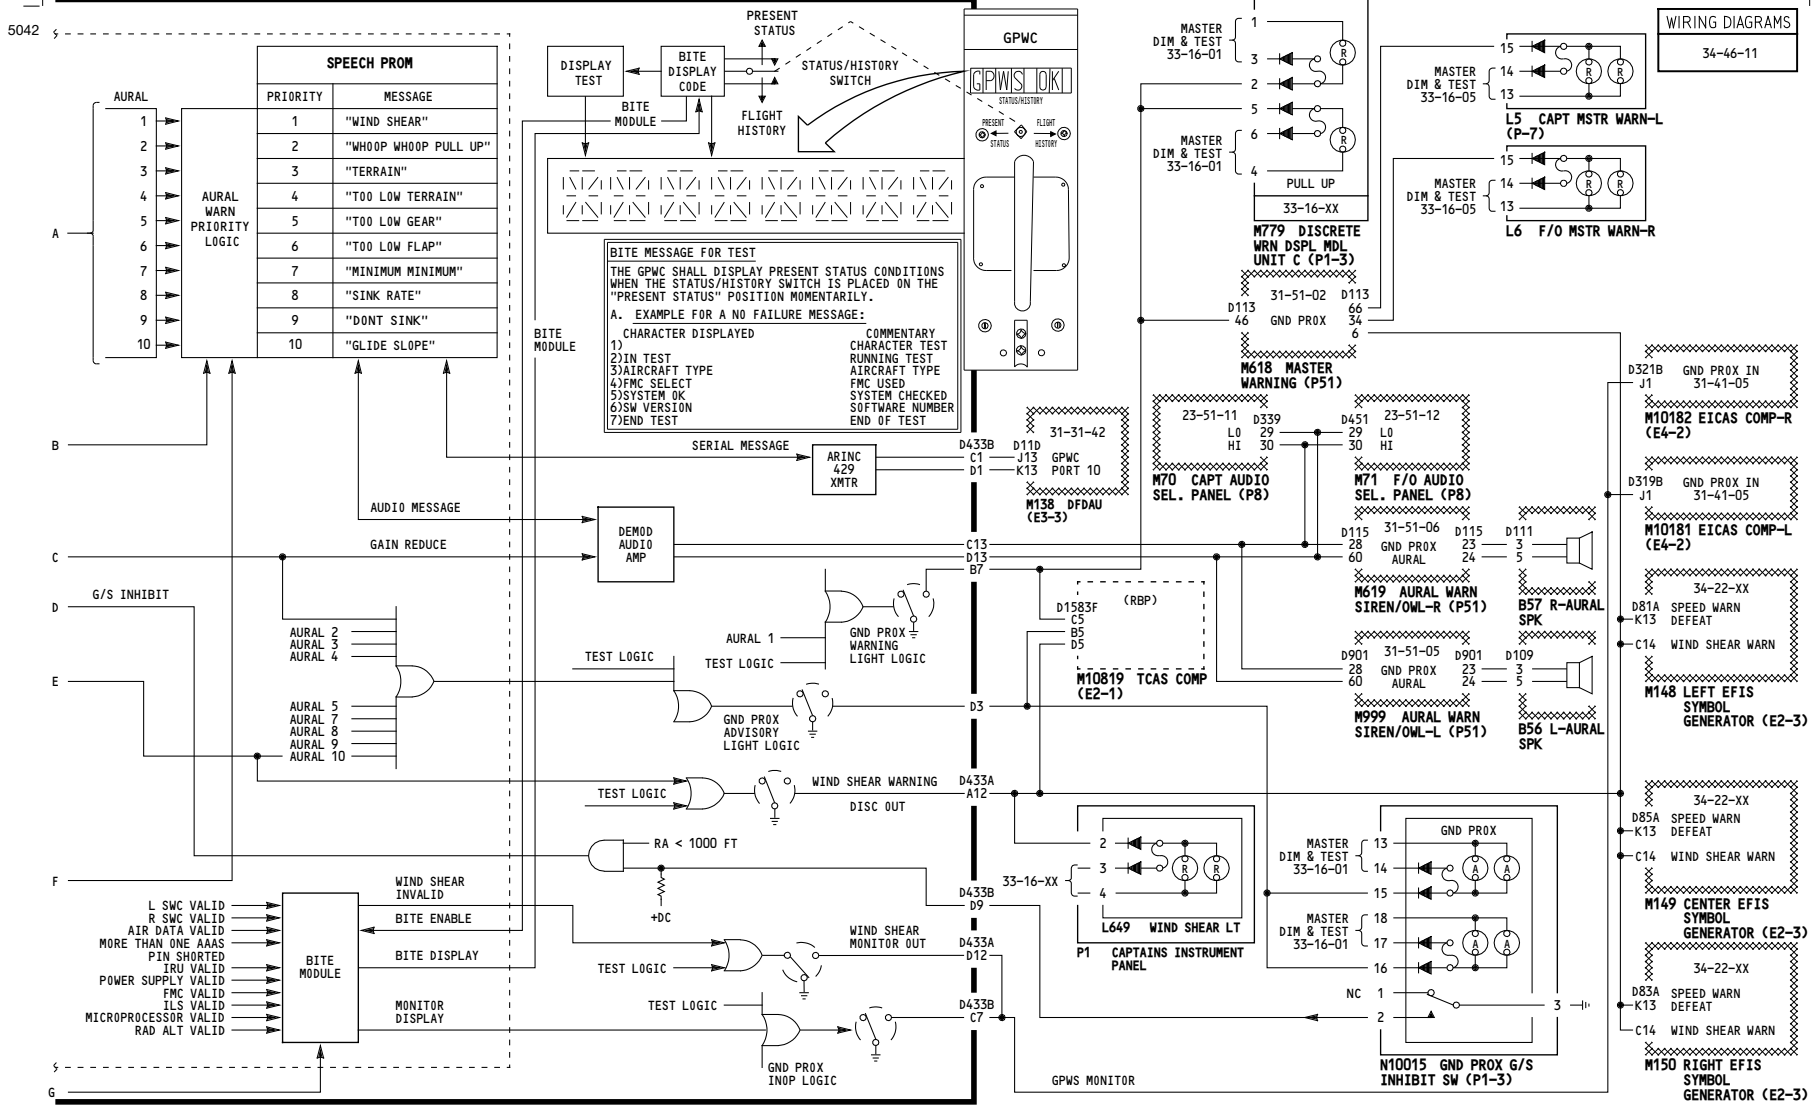 5042
WIRING DIAGRAMS
34-46-11
SPEECH PROM
AURAL
PRIORITY MESSAGE
1 1 "WIND SHEAR"
2 2 "WHOOP WHOOP PULL UP"
3 3 "TERRAIN"
4 4 "TOO LOW TERRAIN"
5 5 "TOO LOW GEAR"
6 6 "TOO LOW FLAP"
7 7 "MINIMUM MINIMUM"
8 8 "SINK RATE"
9 9 "DONT SINK"
10 10 "GLIDE SLOPE"
AURAL
WARN
PRIORITY
LOGIC
A
B
C
D
E
F
G
DISPLAY
TEST
BITE
DISPLAY
CODE
PRESENT
STATUS
STATUS/HISTORY
SWITCH
FLIGHT
HISTORY
BITE
MODULE
BITE
MODULE
GPWC
GPWS OK
STATUS/HISTORY
PRESENT
STATUS
FLIGHT
HISTORY
BITE MESSAGE FOR TEST
THE GPWC SHALL DISPLAY PRESENT STATUS CONDITIONS
WHEN THE STATUS/HISTORY SWITCH IS PLACED ON THE
"PRESENT STATUS" POSITION MOMENTARILY.
A. EXAMPLE FOR A NO FAILURE MESSAGE:
CHARACTER DISPLAYED COMMENTARY
1) CHARACTER TEST
2)IN TEST RUNNING TEST
3)AIRCRAFT TYPE AIRCRAFT TYPE
4)FMC SELECT FMC USED
5)SYSTEM OK SYSTEM CHECKED
6)SW VERSION SOFTWARE NUMBER
7)END TEST END OF TEST
SERIAL MESSAGE
ARINC
429
XMTR
D433B
C1
D1
D11D
J13
K13
31-31-42
GPWC
PORT 10
M138 DFDAU
(E3-3)
AUDIO MESSAGE
GAIN REDUCE
DEMOD
AUDIO
AMP
C13
D13
B7
G/S INHIBIT
AURAL 2
AURAL 3
AURAL 4
AURAL 5
AURAL 7
AURAL 8
AURAL 9
AURAL 10
AURAL 1
TEST LOGIC
GND PROX
WARNING
LIGHT LOGIC
TEST LOGIC
GND PROX
ADVISORY
LIGHT LOGIC
D3
TEST LOGIC
WIND SHEAR WARNING
DISC OUT
D433A
A12
RA < 1000 FT
+DC
D433B
D9
WIND SHEAR
INVALID
BITE ENABLE
BITE DISPLAY
MONITOR
DISPLAY
L SWC VALID
R SWC VALID
AIR DATA VALID
MORE THAN ONE AAAS
PIN SHORTED
IRU VALID
POWER SUPPLY VALID
FMC VALID
ILS VALID
MICROPROCESSOR VALID
RAD ALT VALID
BITE
MODULE
TEST LOGIC
WIND SHEAR
MONITOR OUT
D433A
D12
TEST LOGIC
D433B
C7
GND PROX
INOP LOGIC
GPWS MONITOR
MASTER
DIM & TEST
33-16-01
1
3
2
5
6
4
R
R
MASTER
DIM & TEST
33-16-01
PULL UP
33-16-XX
M779 DISCRETE
WRN DSPL MDL
UNIT C (P1-3)
MASTER
DIM & TEST
33-16-05
15
14
13
R R
L5 CAPT MSTR WARN-L
(P-7)
MASTER
DIM & TEST
33-16-05
15
14
13
R R
L6 F/O MSTR WARN-R
D113
46
31-51-02
GND PROX
D113
66
34
6
M618 MASTER
WARNING (P51)
23-51-11
D339
LO 29
HI 30
M70 CAPT AUDIO
SEL. PANEL (P8)
23-51-12
D451
29 LO
30 HI
M71 F/O AUDIO
SEL. PANEL (P8)
D115
28
60
31-51-06
GND PROX
AURAL
D115
23
24
D111
3
5
M619 AURAL WARN
SIREN/OWL-R (P51)
B57 R-AURAL
SPK
D901
28
60
31-51-05
GND PROX
AURAL
D901
23
24
D109
3
5
M999 AURAL WARN
SIREN/OWL-L (P51)
B56 L-AURAL
SPK
(RBP)
D1583F
C5
B5
D5
M10819 TCAS COMP
(E2-1)
D321B
J1
GND PROX IN
31-41-05
M10182 EICAS COMP-R
(E4-2)
D319B
J1
GND PROX IN
31-41-05
M10181 EICAS COMP-L
(E4-2)
34-22-XX
D81A SPEED WARN
K13 DEFEAT
C14 WIND SHEAR WARN
M148 LEFT EFIS
SYMBOL
GENERATOR (E2-3)
34-22-XX
D85A SPEED WARN
K13 DEFEAT
C14 WIND SHEAR WARN
M149 CENTER EFIS
SYMBOL
GENERATOR (E2-3)
34-22-XX
D83A SPEED WARN
K13 DEFEAT
C14 WIND SHEAR WARN
M150 RIGHT EFIS
SYMBOL
GENERATOR (E2-3)
33-16-XX
2
3
4
R R
L649 WIND SHEAR LT
P1 CAPTAINS INSTRUMENT
PANEL
GND PROX
MASTER
DIM & TEST
33-16-01
13
14
15
A A
MASTER
DIM & TEST
33-16-01
18
17
16
A A
NC 1
2
3
N10015 GND PROX G/S
INHIBIT SW (P1-3)